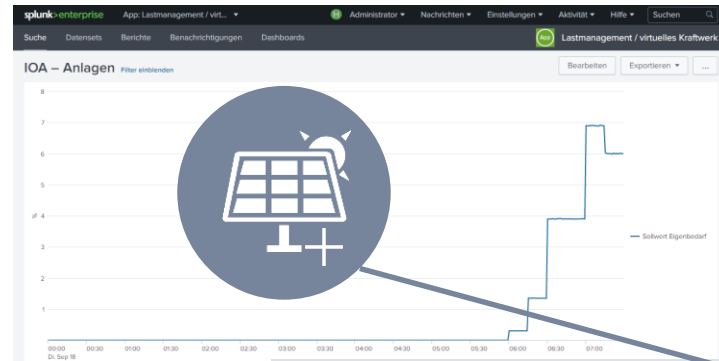 splunk>enterprise App: Lastmanagement / virt... H Administrator Nachrichten Einstellungen Aktivität Hilfe Suchen
Suche Datensets Berichte Benachrichtigungen Dashboards App Lastmanagement / virtuelles Kraftwerk
IOA – Anlagen Filter einblenden Bearbeiten Exportieren ...
8
7
6
5
4
3
2
1
Sollwert Eigenbedarf
00:00 00:30 01:00 01:30 02:00 02:30 03:00 03:30 04:00 04:30 05:00 05:30 06:00 06:30 07:00
Di. Sep 18